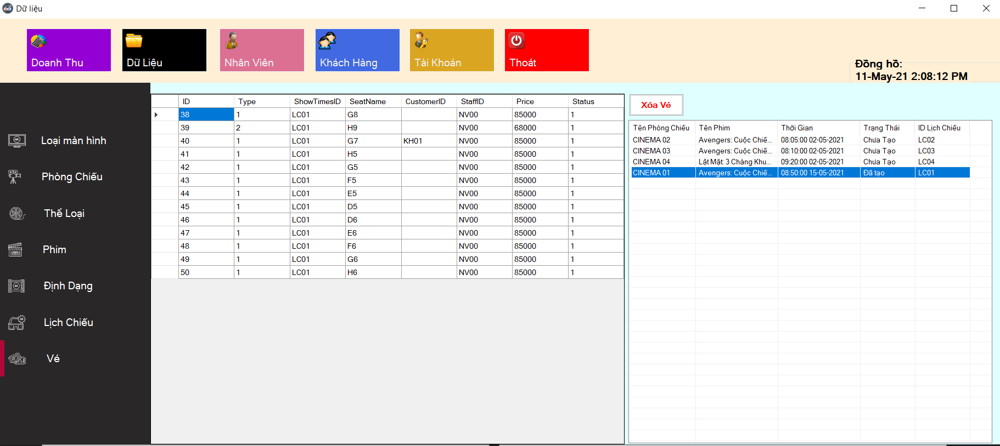 Dữ liệu
Doanh Thu
Dữ Liệu
Nhân Viên
Khách Hàng
Tài Khoản
Thoát
Đồng hồ:
11-May-21 2:08:12 PM
Loại màn hình
Phòng Chiếu
Thể Loại
Phim
Định Dạng
Lịch Chiếu
Vé
ID Type ShowTimesID SeatName CustomerID StaffID Price Status
38 1 LC01 G8 NV00 85000 1
39 2 LC01 H9 NV00 68000 1
40 1 LC01 G7 KH01 NV00 85000 1
41 1 LC01 H5 NV00 85000 1
42 1 LC01 G5 NV00 85000 1
43 1 LC01 F5 NV00 85000 1
44 1 LC01 E5 NV00 85000 1
45 1 LC01 D5 NV00 85000 1
46 1 LC01 D6 NV00 85000 1
47 1 LC01 E6 NV00 85000 1
48 1 LC01 F6 NV00 85000 1
49 1 LC01 G6 NV00 85000 1
50 1 LC01 H6 NV00 85000 1
Xóa Vé
Tên Phòng Chiếu Tên Phim Thời Gian Trạng Thái ID Lịch Chiếu
CINEMA 02 Avengers: Cuộc Chiế... 08:05:00 02-05-2021 Chưa Tạo LC02
CINEMA 03 Avengers: Cuộc Chiế... 08:10:00 02-05-2021 Chưa Tạo LC03
CINEMA 04 Lật Mặt: 3 Chàng Khu... 09:20:00 02-05-2021 Chưa Tạo LC04
CINEMA 01 Avengers: Cuộc Chiế... 08:50:00 15-05-2021 Đã tạo LC01